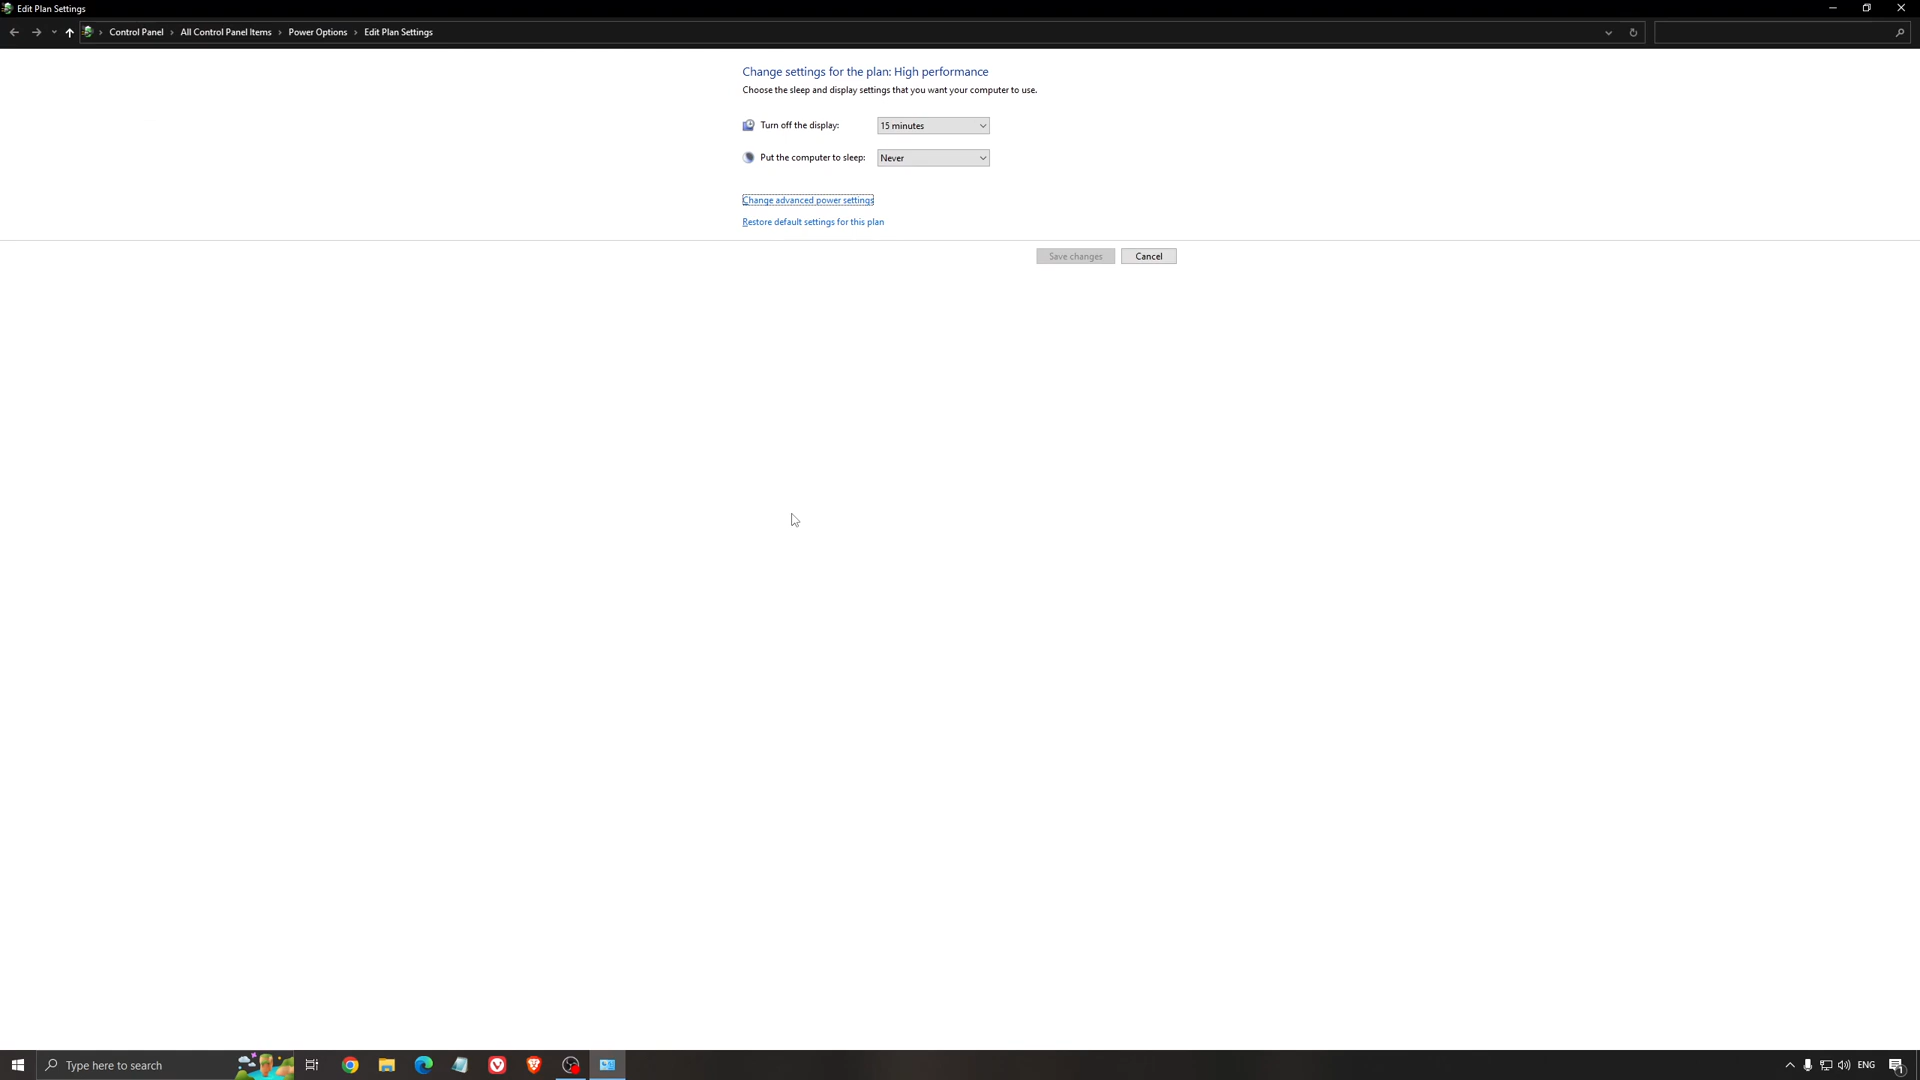 Edit Plan Settings
Control Panel > All Control Panel Items > Power Options > Edit Plan Settings
Change settings for the plan: High performance
Choose the sleep and display settings that you want your computer to use.
Turn off the display: 15 minutes
Put the computer to sleep: Never
Change advanced power settings
Restore default settings for this plan
Save changes Cancel
Type here to search ENG 1